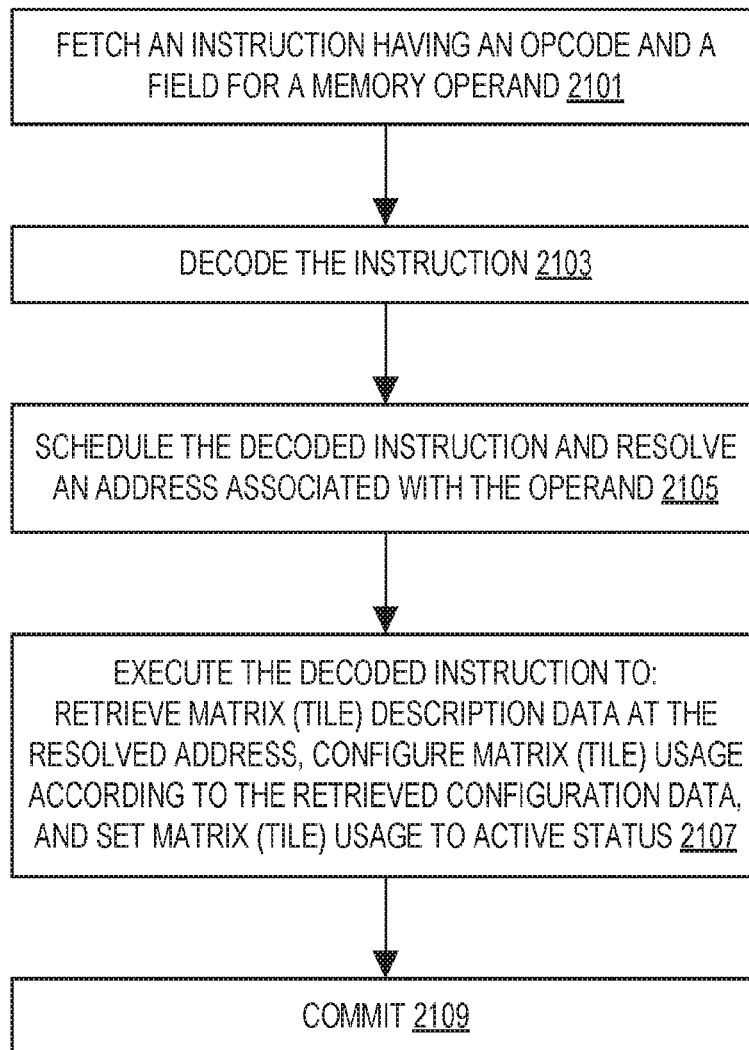 FETCH AN INSTRUCTION HAVING AN OPCODE AND A
FIELD FOR A MEMORY OPERAND 2101
DECODE THE INSTRUCTION 2103
SCHEDULE THE DECODED INSTRUCTION AND RESOLVE
AN ADDRESS ASSOCIATED WITH THE OPERAND 2105
EXECUTE THE DECODED INSTRUCTION TO:
RETRIEVE MATRIX (TILE) DESCRIPTION DATA AT THE
RESOLVED ADDRESS, CONFIGURE MATRIX (TILE) USAGE
ACCORDING TO THE RETRIEVED CONFIGURATION DATA,
AND SET MATRIX (TILE) USAGE TO ACTIVE STATUS 2107
COMMIT 2109